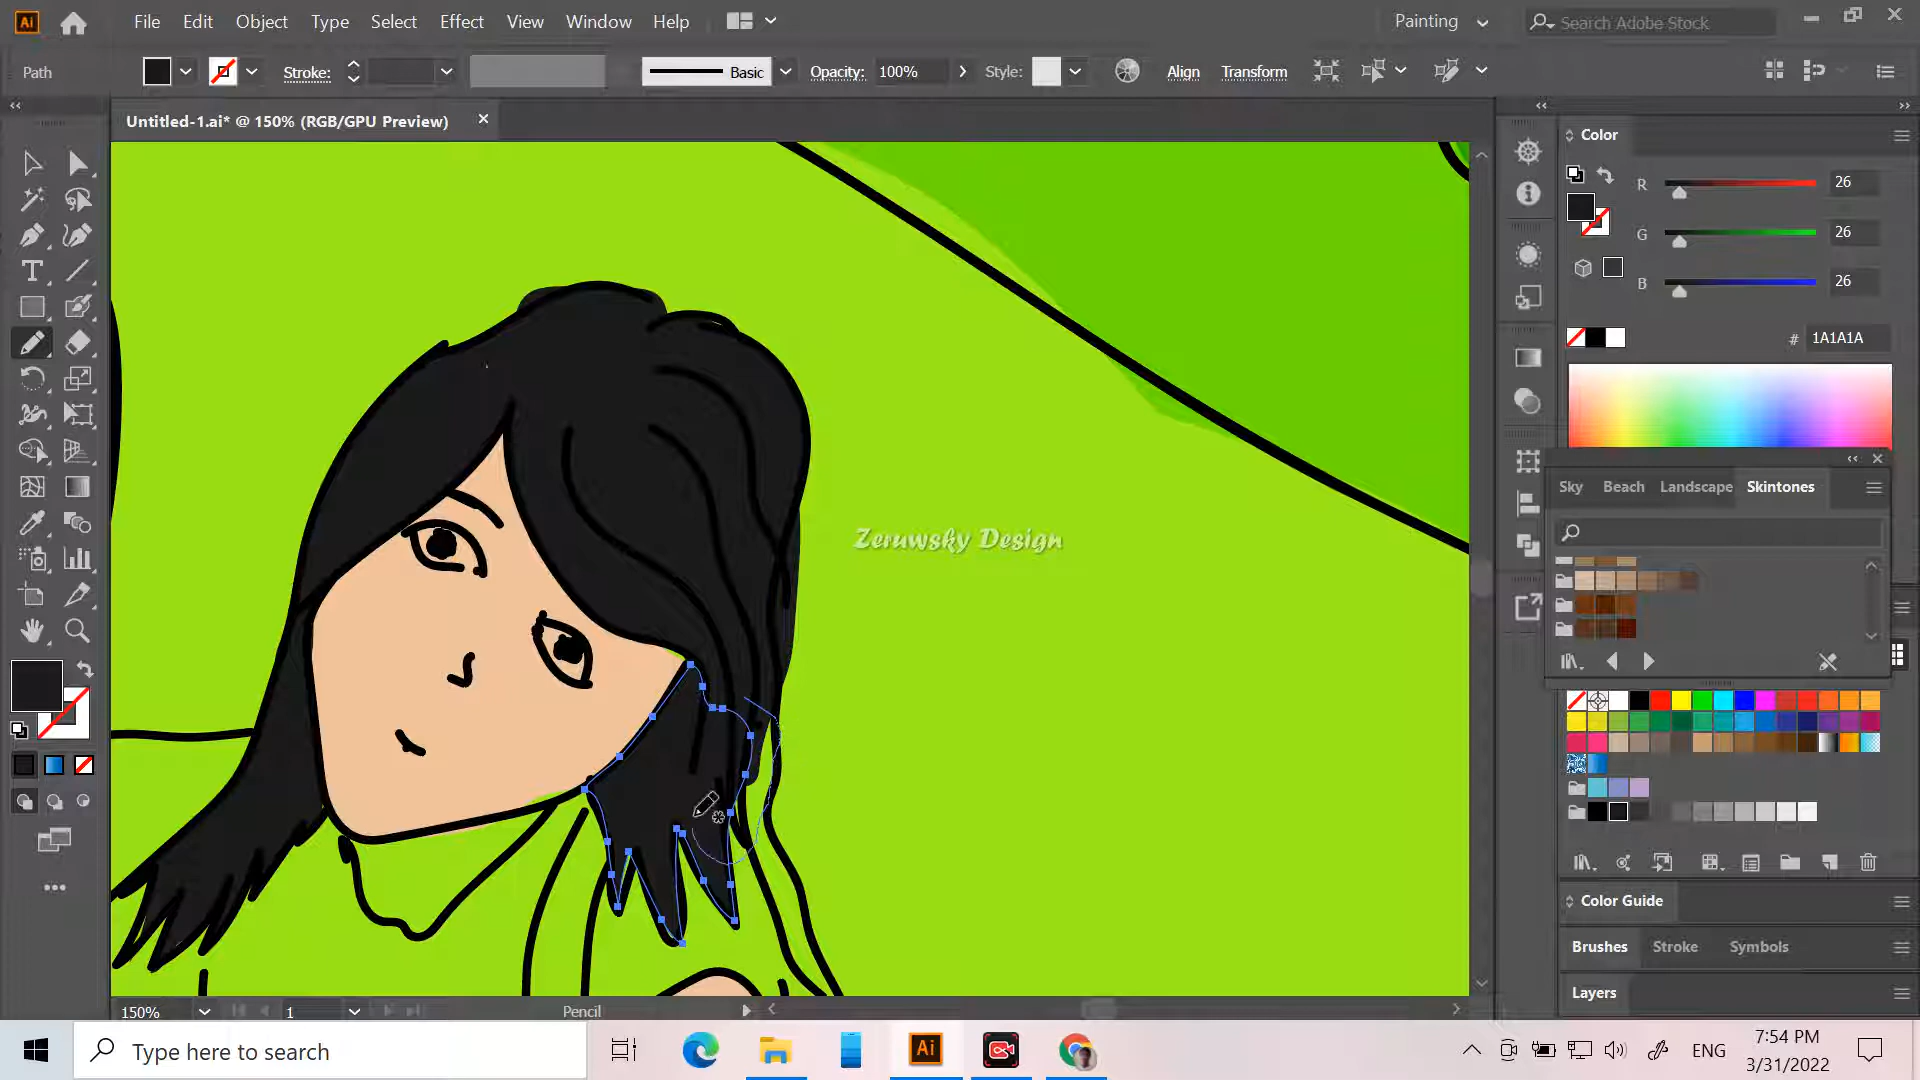 Ai File Edit Object Type Select Effect View Window Help Painting Search Adobe Stock
Path Stroke: Basic Opacity: 100% Style: Align Transform
Untitled-1.ai* @ 150% (RGB/GPU Preview)
Color
R 26
G 26
B 26
# 1A1A1A
Sky Beach Landscape Skintones
Zeruwsky Design
Color Guide
Brushes Stroke Symbols
Layers
150% 1 Pencil
Type here to search
Ai
ENG
7:54 PM
3/31/2022